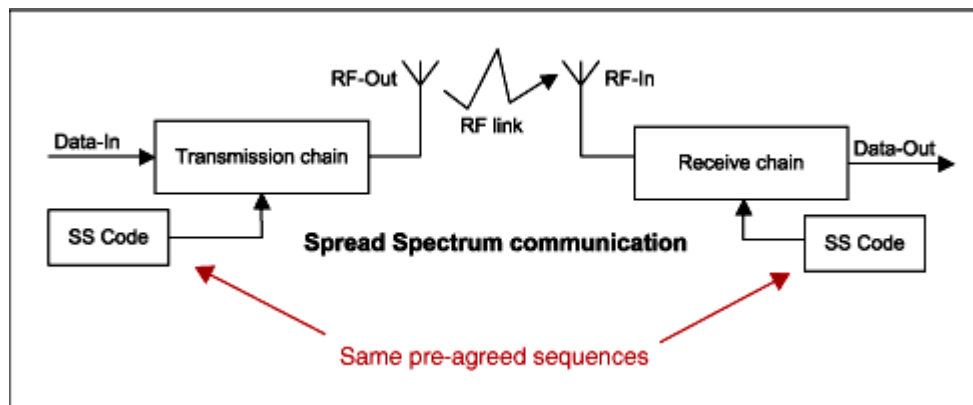 RF-Out
RF-In
RF link
Data-In
Transmission chain
Receive chain
Data-Out
SS Code
Spread Spectrum communication
SS Code
Same pre-agreed sequences